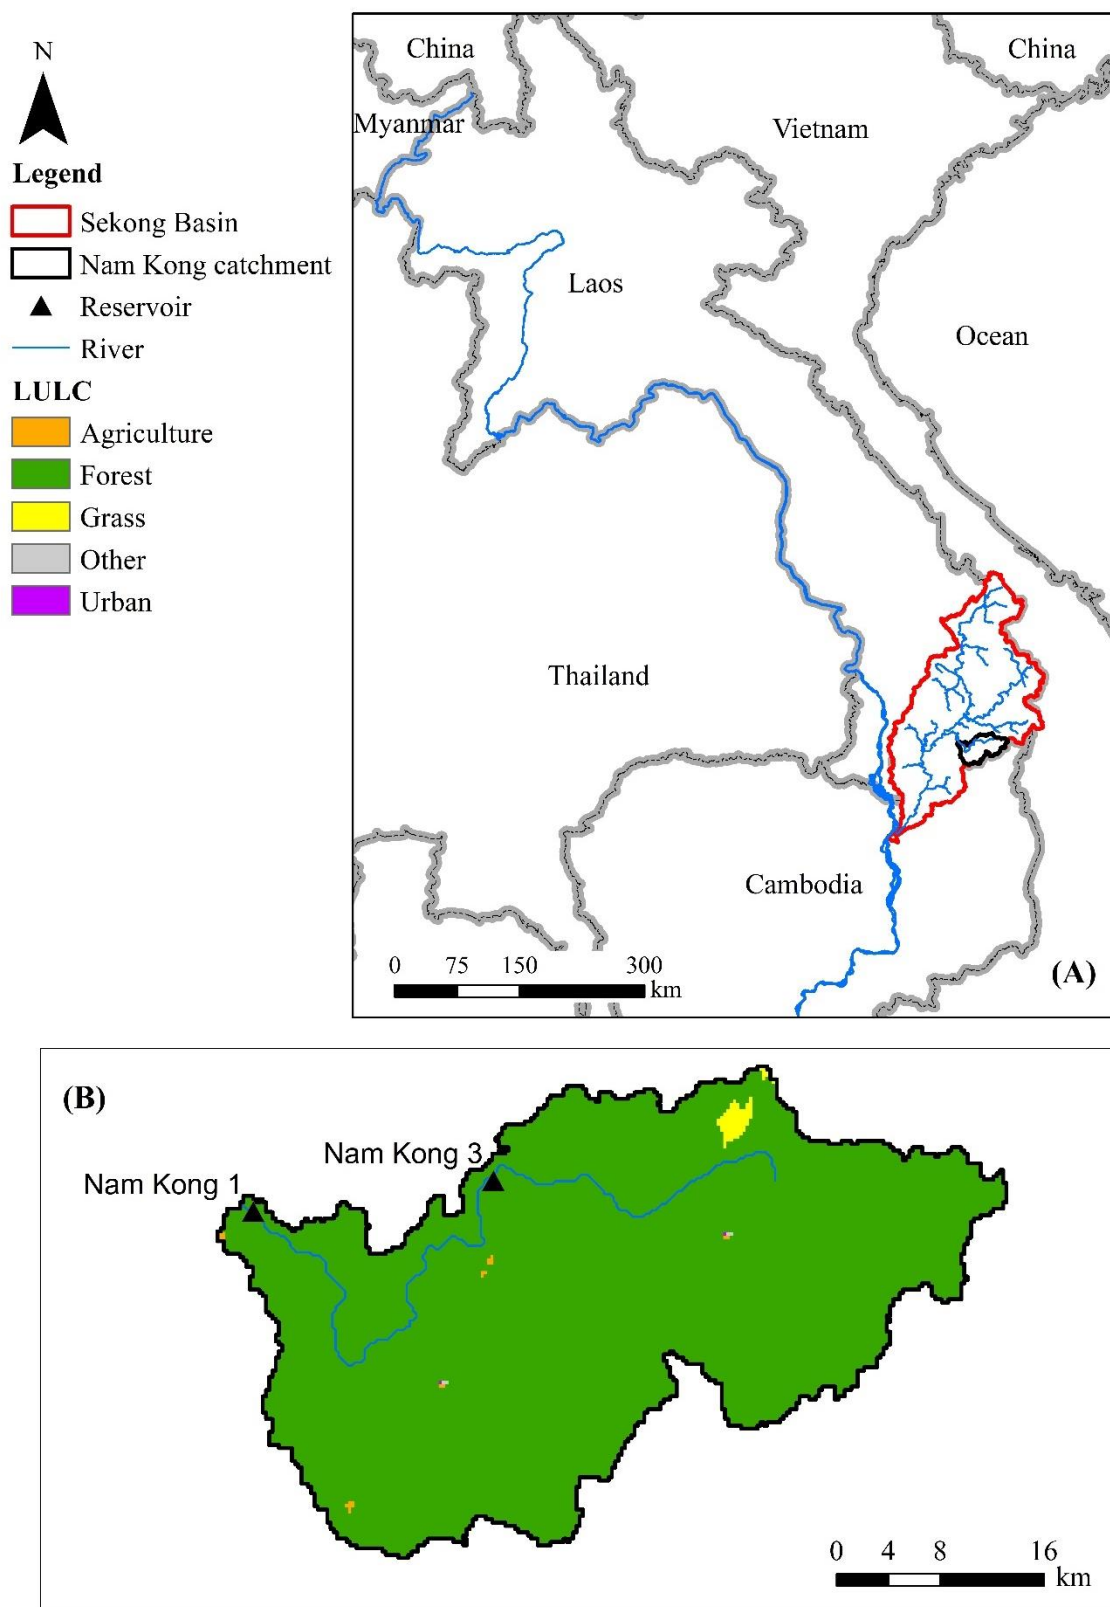 N
Legend
Sekong Basin
Nam Kong catchment
Reservoir
River
LULC
Agriculture
Forest
Grass
Other
Urban
China
China
Myanmar
Vietnam
Laos
Ocean
Thailand
Cambodia
0 75 150 300
km
(A)
(B)
Nam Kong 3
Nam Kong 1
0 4 8 16
km